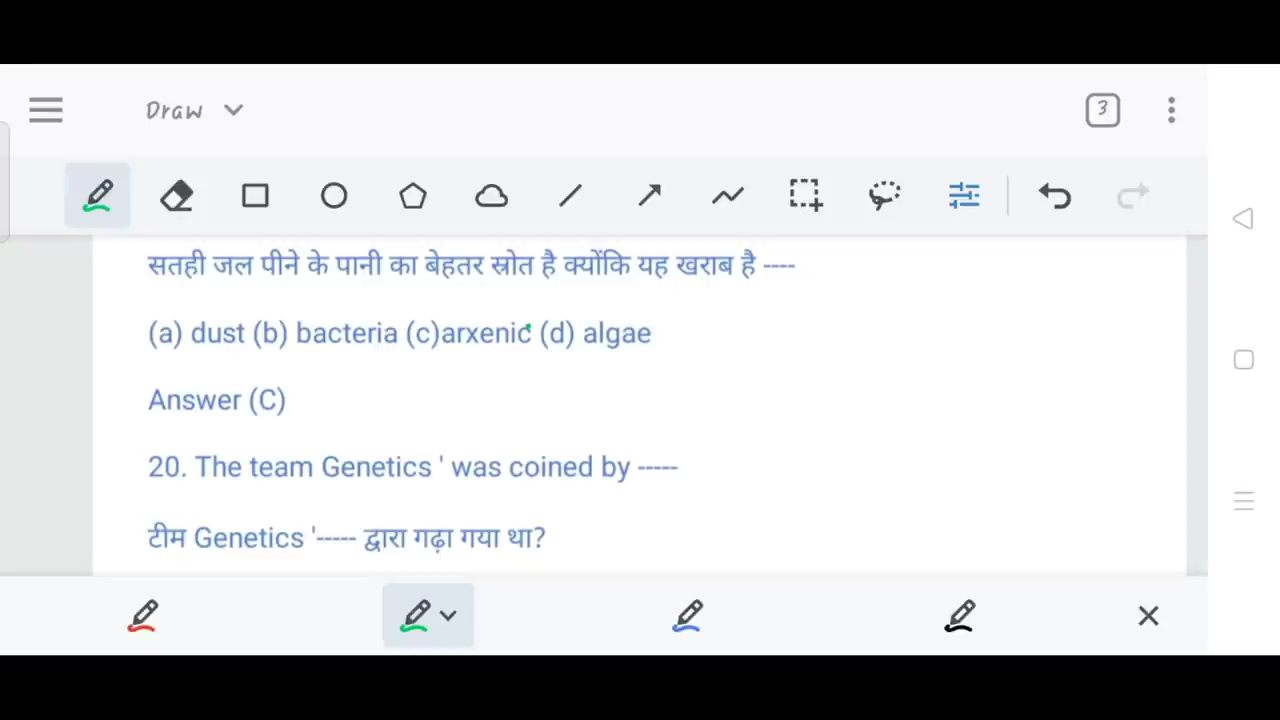 Draw
3
सतही जल पीने के पानी का बेहतर स्रोत है क्योंकि यह खराब है ----
(a) dust (b) bacteria (c)arxenic (d) algae
Answer (C)
20. The team Genetics ' was coined by -----
टीम Genetics '----- द्वारा गढ़ा गया था?